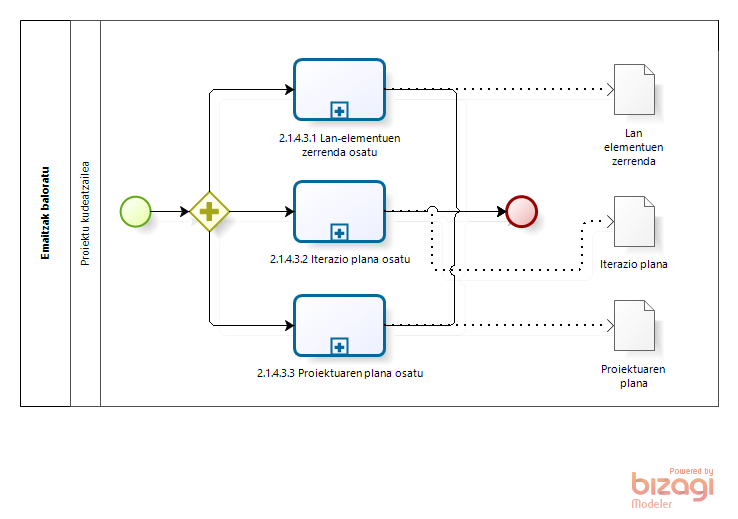 Emaitzak baloratu
Proiektu kudeatzailea
2.1.4.3.1 Lan-elementuen
zerrenda osatu
Lan
elementuen
zerrenda
2.1.4.3.2 Iterazio plana osatu
Iterazio plana
2.1.4.3.3 Proiektuaren plana osatu
Proiektuaren
plana
Powered by
bizagi
Modeler